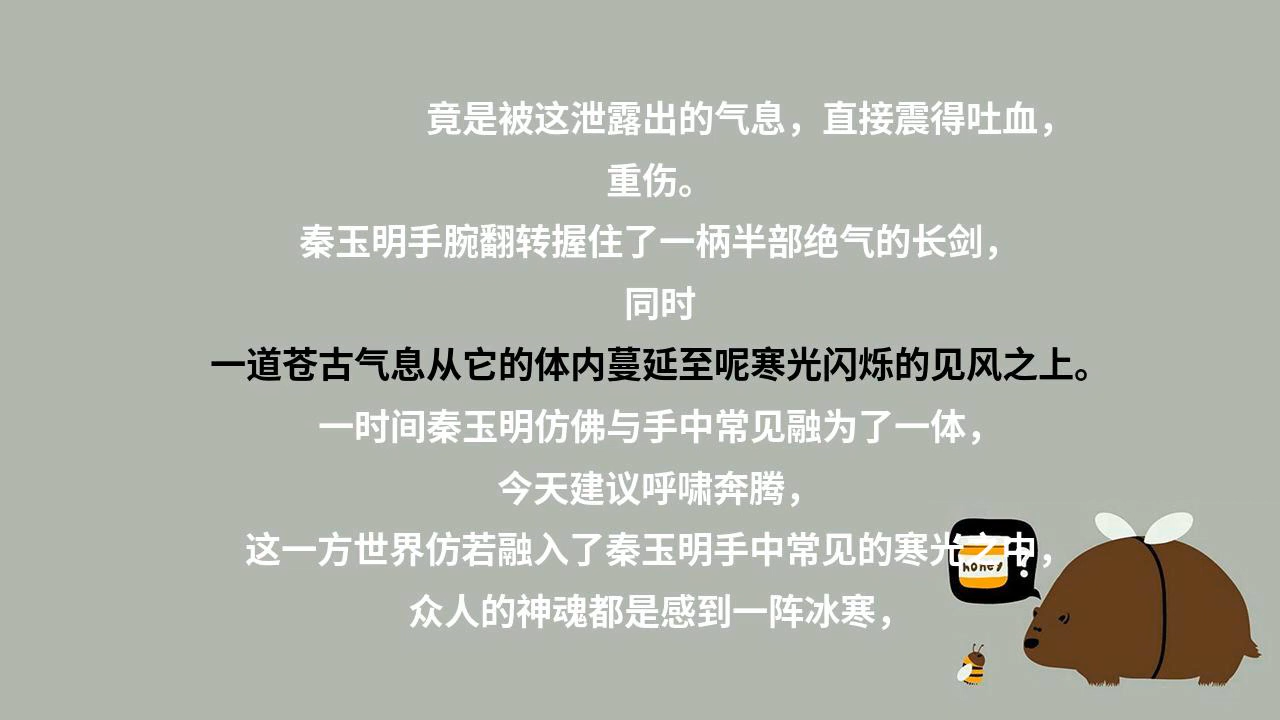 竟是被这泄露出的气息，直接震得吐血，
重伤。
秦玉明手腕翻转握住了一柄半部绝气的长剑，
同时
一道苍古气息从它的体内蔓延至呢寒光闪烁的见风之上。
一时间秦玉明仿佛与手中常见融为了一体，
今天建议呼啸奔腾，
这一方世界仿若融入了秦玉明手中常见的寒光之中，
honey
?
众人的神魂都是感到一阵冰寒，